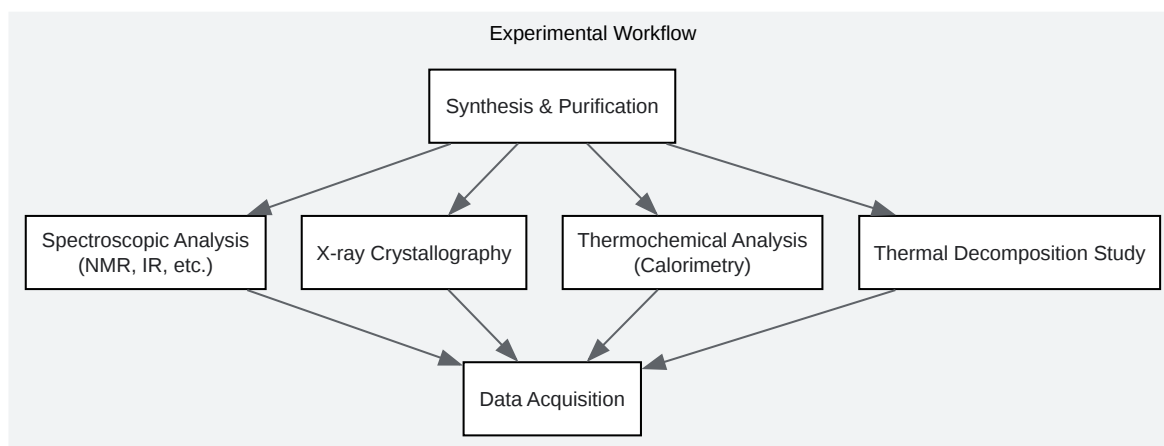 Experimental Workflow
Synthesis & Purification
Spectroscopic Analysis
(NMR, IR, etc.)
X-ray Crystallography
Thermochemical Analysis
(Calorimetry)
Thermal Decomposition Study
Data Acquisition